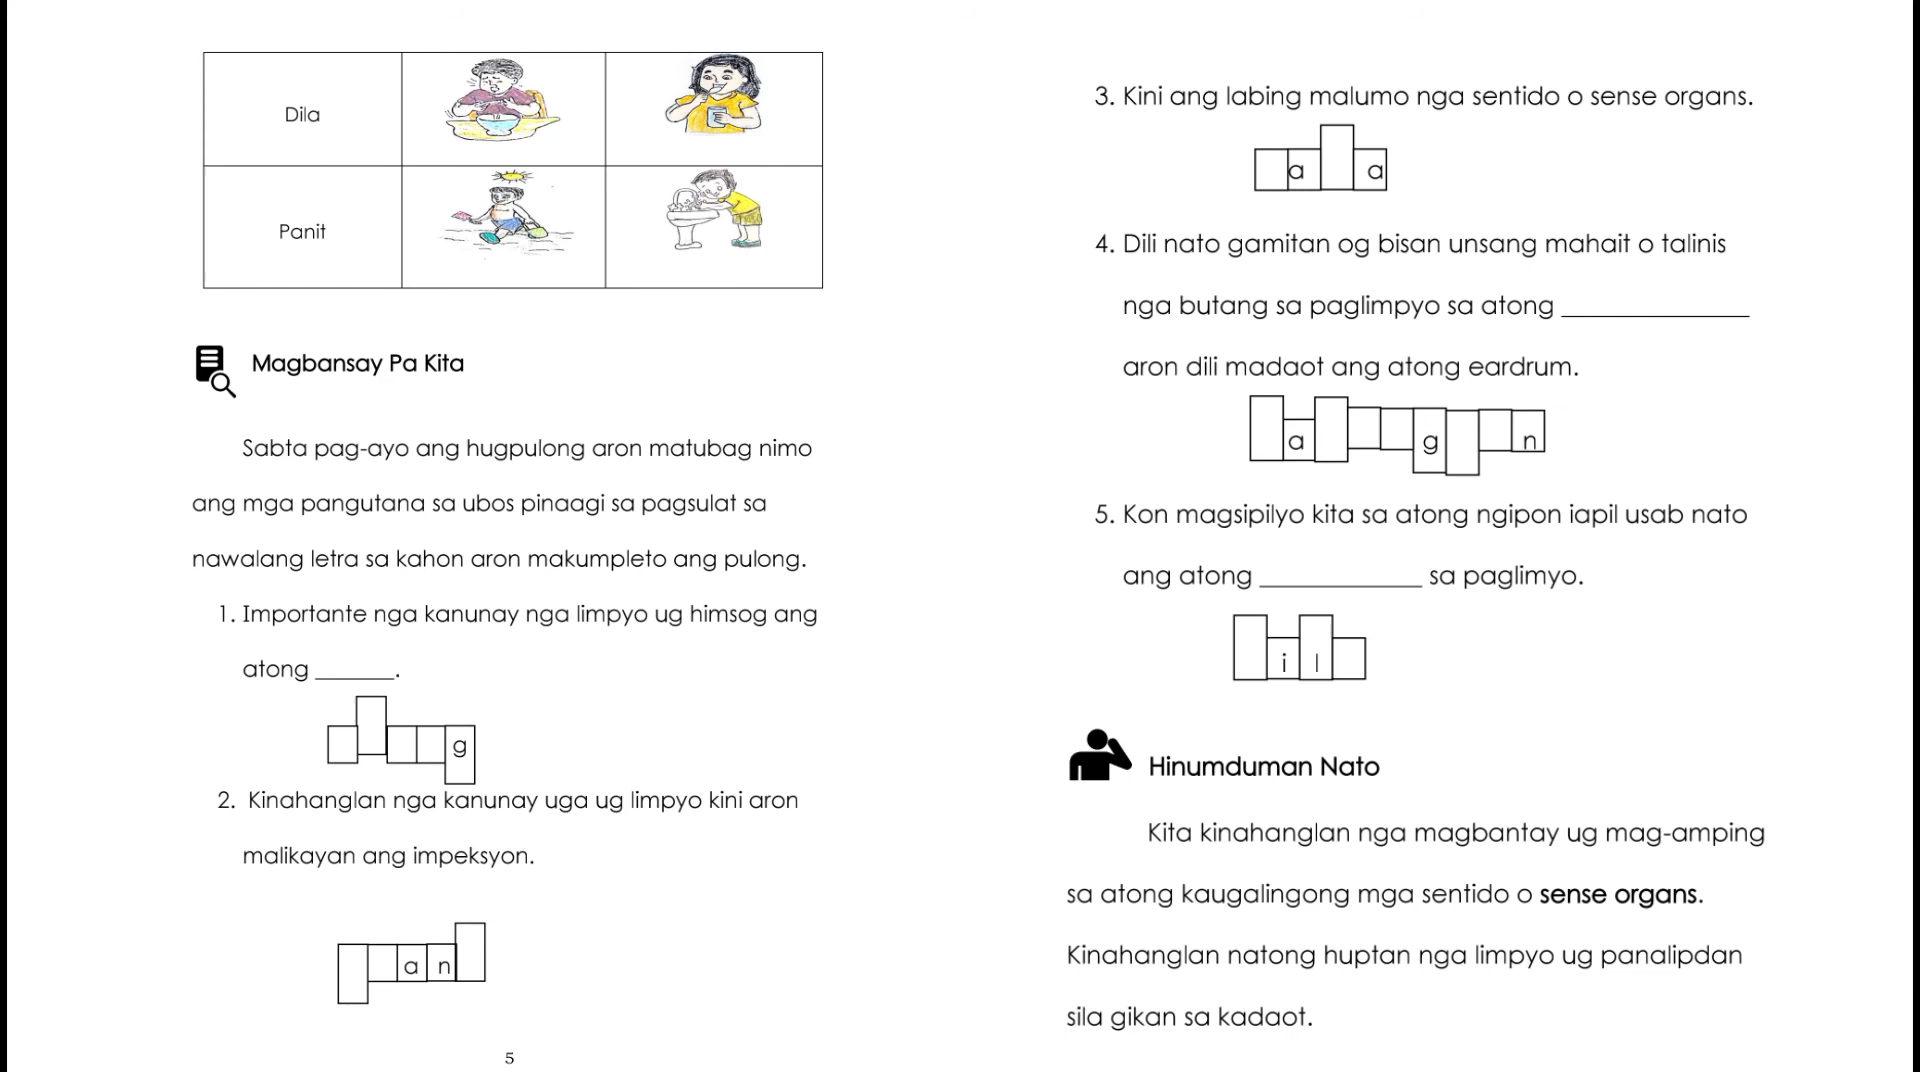 Dila
Panit
Magbansay Pa Kita
Sabta pag-ayo ang hugpulong aron matubag nimo
ang mga pangutana sa ubos pinaagi sa pagsulat sa
nawalang letra sa kahon aron makumpleto ang pulong.
1. Importante nga kanunay nga limpyo ug himsog ang
atong _______.
g
2. Kinahanglan nga kanunay uga ug limpyo kini aron
malikayan ang impeksyon.
a n
5
3. Kini ang labing malumo nga sentido o sense organs.
a a
4. Dili nato gamitan og bisan unsang mahait o talinis
nga butang sa paglimpyo sa atong ______________
aron dili madaot ang atong eardrum.
a g n
5. Kon magsipilyo kita sa atong ngipon iapil usab nato
ang atong ____________ sa paglimyo.
i l
Hinumduman Nato
Kita kinahanglan nga magbantay ug mag-amping
sa atong kaugalingong mga sentido o sense organs.
Kinahanglan natong huptan nga limpyo ug panalipdan
sila gikan sa kadaot.